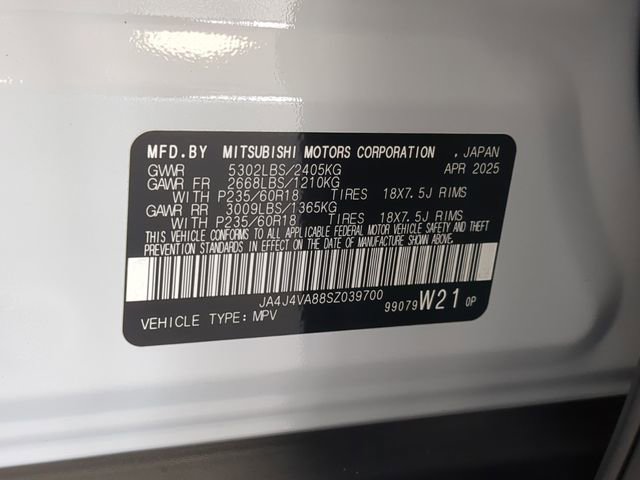 MFD.BY MITSUBISHI MOTORS CORPORATION , JAPAN
GVWR 5302LBS/2405KG APR 2025
GAWR FR 2668LBS/1210KG
WITH P235/60R18 TIRES 18X7.5J RIMS
GAWR RR 3009LBS/1365KG
WITH P235/60R18 TIRES 18X7.5J RIMS
THIS VEHICLE CONFORMS TO ALL APPLICABLE FEDERAL MOTOR VEHICLE SAFETY AND THEFT
PREVENTION STANDARDS IN EFFECT ON THE DATE OF MANUFACTURE SHOWN ABOVE.
JA4J4VA88SZ039700
VEHICLE TYPE: MPV 99079 W21 0P